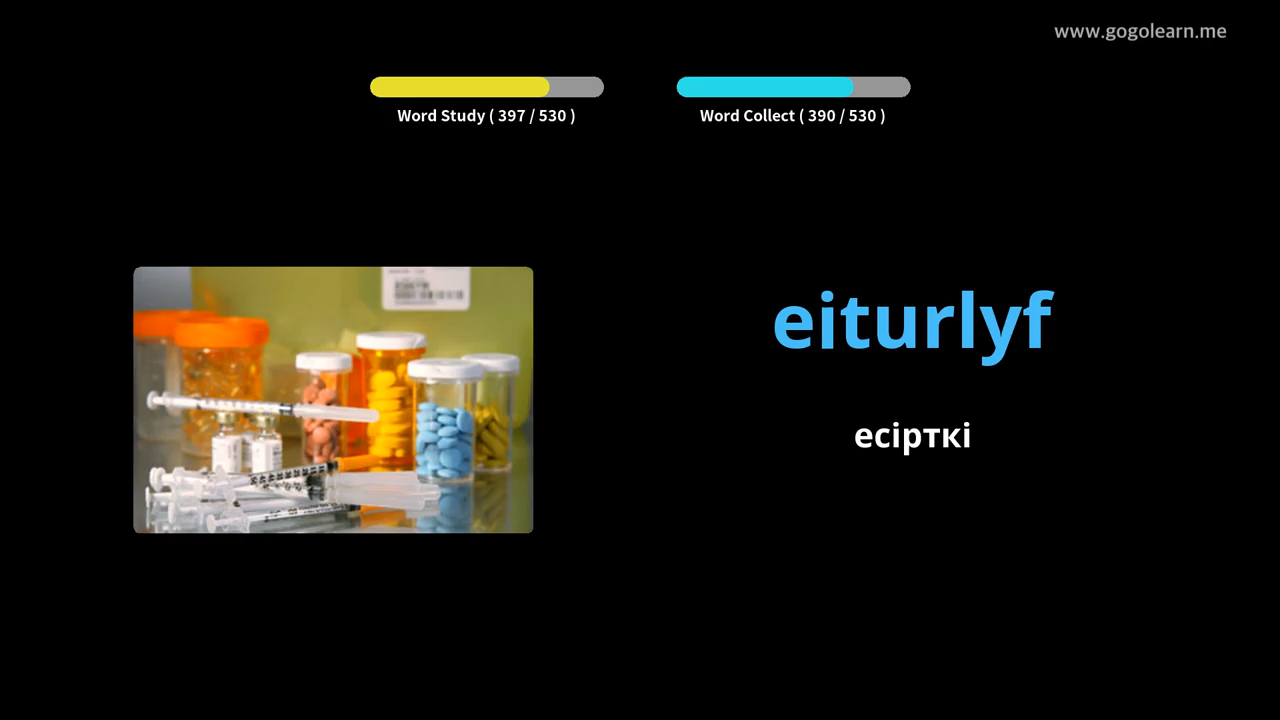 www.gogolearn.me
Word Study ( 397 / 530 )
Word Collect ( 390 / 530 )
eiturlyf
есірткі